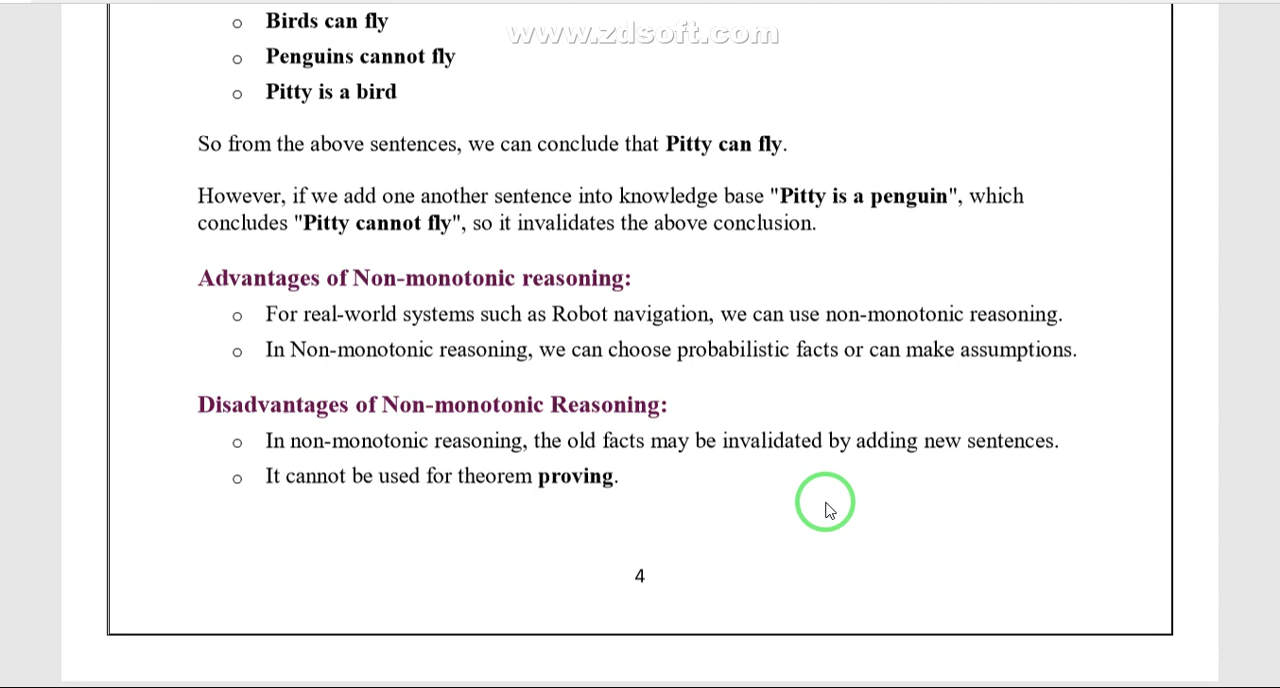 www.zdsoft.com
o Birds can fly
o Penguins cannot fly
o Pitty is a bird
So from the above sentences, we can conclude that Pitty can fly.
However, if we add one another sentence into knowledge base "Pitty is a penguin", which
concludes "Pitty cannot fly", so it invalidates the above conclusion.
Advantages of Non-monotonic reasoning:
o For real-world systems such as Robot navigation, we can use non-monotonic reasoning.
o In Non-monotonic reasoning, we can choose probabilistic facts or can make assumptions.
Disadvantages of Non-monotonic Reasoning:
o In non-monotonic reasoning, the old facts may be invalidated by adding new sentences.
o It cannot be used for theorem proving.
4